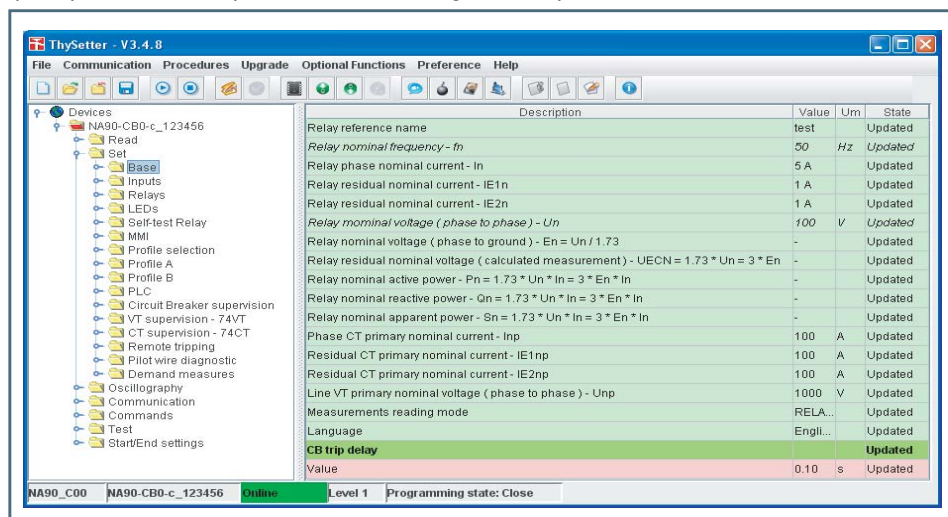 ThySetter - V3.4.8
File Communication Procedures Upgrade Optional Functions Preference Help
Devices
NA90-CB0-c_123456
Read
Set
Base
Inputs
Relays
LEDs
Self-test Relay
MMI
Profile selection
Profile A
Profile B
PLC
Circuit Breaker supervision
VT supervision - 74VT
CT supervision - 74CT
Remote tripping
Pilot wire diagnostic
Demand measures
Oscillography
Communication
Commands
Test
Start/End settings
Description Value Um State
Relay reference name test Updated
Relay nominal frequency - fn 50 Hz Updated
Relay phase nominal current - In 5 A Updated
Relay residual nominal current - IE1n 1 A Updated
Relay residual nominal current - IE2n 1 A Updated
Relay mominal voltage ( phase to phase ) - Un 100 V Updated
Relay nominal voltage ( phase to ground ) - En = Un / 1.73 - Updated
Relay residual nominal voltage ( calculated measurement ) - UECN = 1.73 * Un = 3 * En - Updated
Relay nominal active power - Pn = 1.73 * Un * In = 3 * En * In - Updated
Relay nominal reactive power - Qn = 1.73 * Un * In = 3 * En * In - Updated
Relay nominal apparent power - Sn = 1.73 * Un * In = 3 * En * In - Updated
Phase CT primary nominal current - Inp 100 A Updated
Residual CT primary nominal current - IE1np 100 A Updated
Residual CT primary nominal current - IE2np 100 A Updated
Line VT primary nominal voltage ( phase to phase ) - Unp 1000 V Updated
Measurements reading mode RELA... Updated
Language Engli... Updated
CB trip delay Updated
Value 0.10 s Updated
NA90_C00 NA90-CB0-c_123456 Online Level 1 Programming state: Close